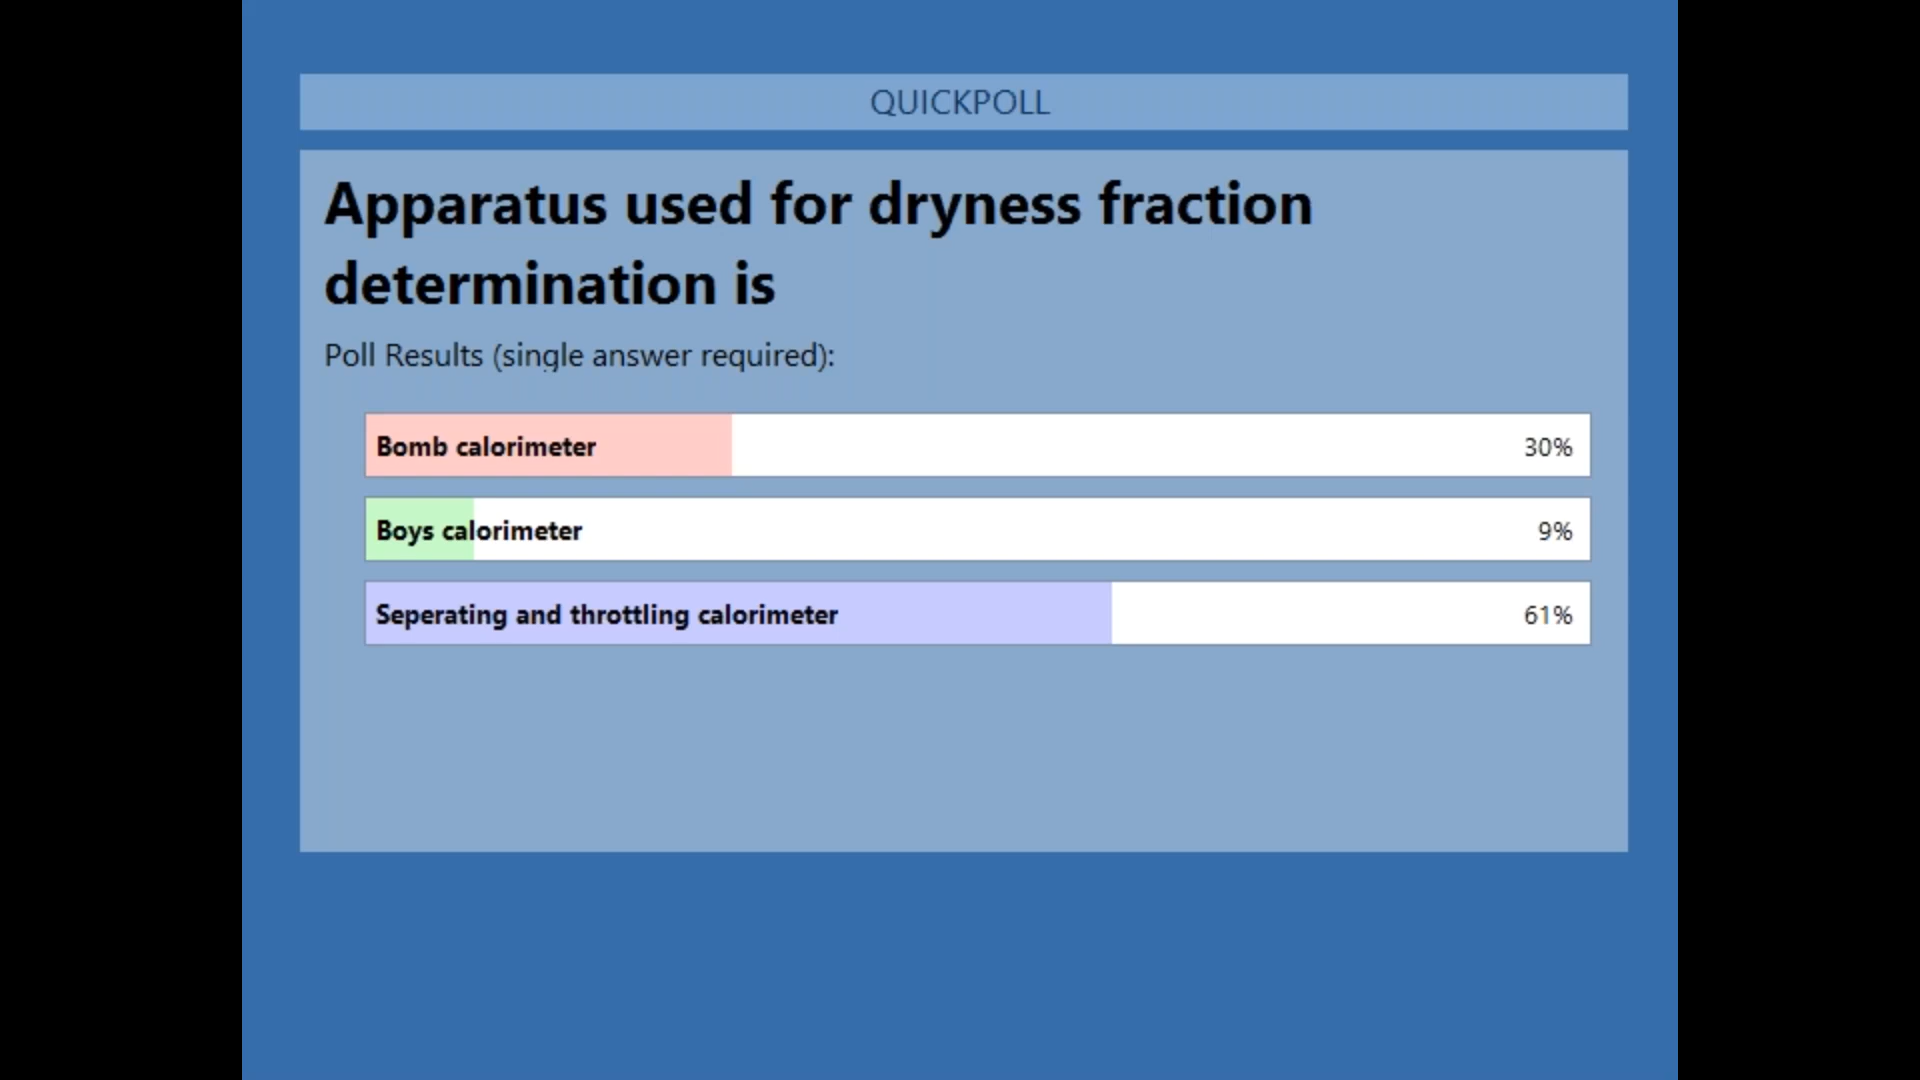 QUICKPOLL
Apparatus used for dryness fraction
determination is
Poll Results (single answer required):
Bomb calorimeter 30%
Boys calorimeter 9%
Seperating and throttling calorimeter 61%